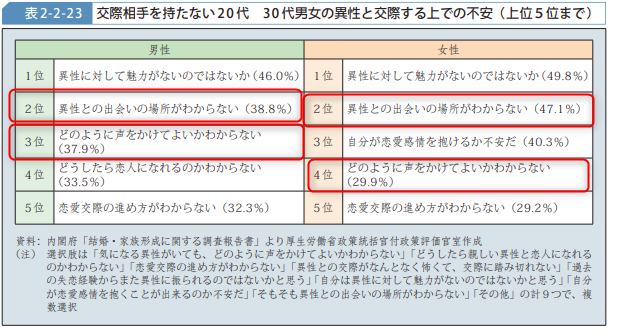 表2-2-23 交際相手を持たない20代 30代男女の異性と交際する上での不安（上位5位まで）
男性 女性
1位 異性に対して魅力がないのではないか（46.0%） 1位 異性に対して魅力がないのではないか（49.8%）
2位 異性との出会いの場所がわからない（38.8%） 2位 異性との出会いの場所がわからない（47.1%）
3位 どのように声をかけてよいかわからない
（37.9%） 3位 自分が恋愛感情を抱けるか不安だ（40.3%）
4位 どうしたら恋人になれるのかわからない
（33.5%） 4位 どのように声をかけてよいかわからない
（29.9%）
5位 恋愛交際の進め方がわからない（32.3%） 5位 恋愛交際の進め方がわからない（29.2%）
資料：内閣府「結婚・家族形成に関する調査報告書」より厚生労働省政策統括官付政策評価官室作成
（注） 選択肢は「気になる異性がいても、どのように声をかけてよいかわからない」「どうしたら親しい異性と恋人になれる
のかわからない」「恋愛交際の進め方がわからない」「異性との交際がなんとなく怖くて、交際に踏み切れない」「過去
の失恋経験からまた異性に振られるのではないかと思う」「自分は異性に対して魅力がないのではないかと思う」「自分
が恋愛感情を抱くことが出来るのか不安だ」「そもそも異性との出会いの場所がわからない」「その他」の計9つで、複
数選択